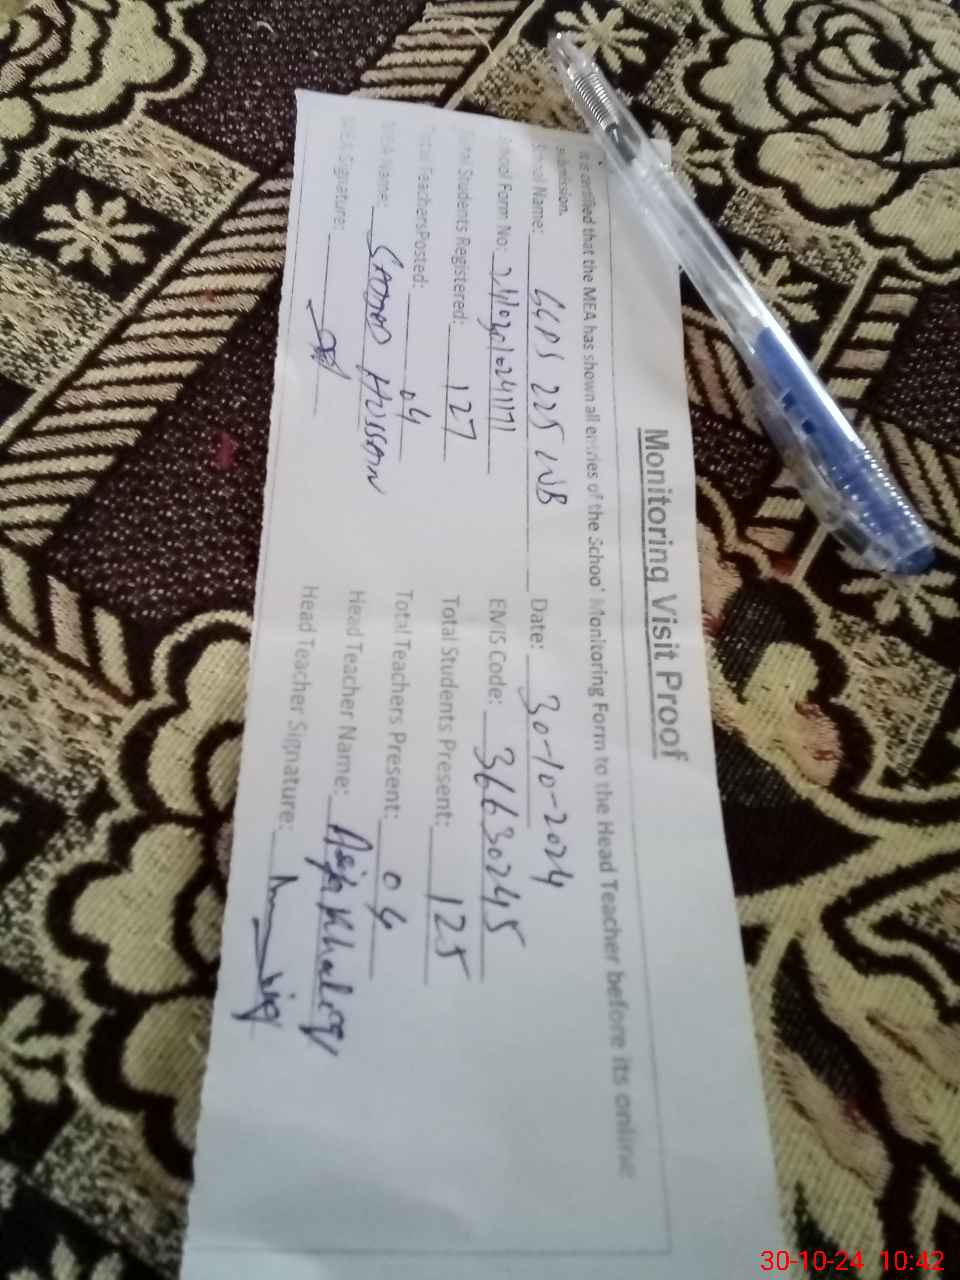 Monitoring Visit Proof
It is certified that the MEA has shown all entries of the School Monitoring Form to the Head Teacher before its online
submission.
School Name: GGPS 225 WB Date: 30-10-2024
School Form No: EMIS Code: 36630245
Total Students Registered: 127 Total Students Present: 125
Total TeachersPosted: 04 Total Teachers Present: 04
MEA Name: SADDAD HUSSAIN Head Teacher Name: Khaliq
MEA Signature: Head Teacher Signature:
30-10-24 10:42